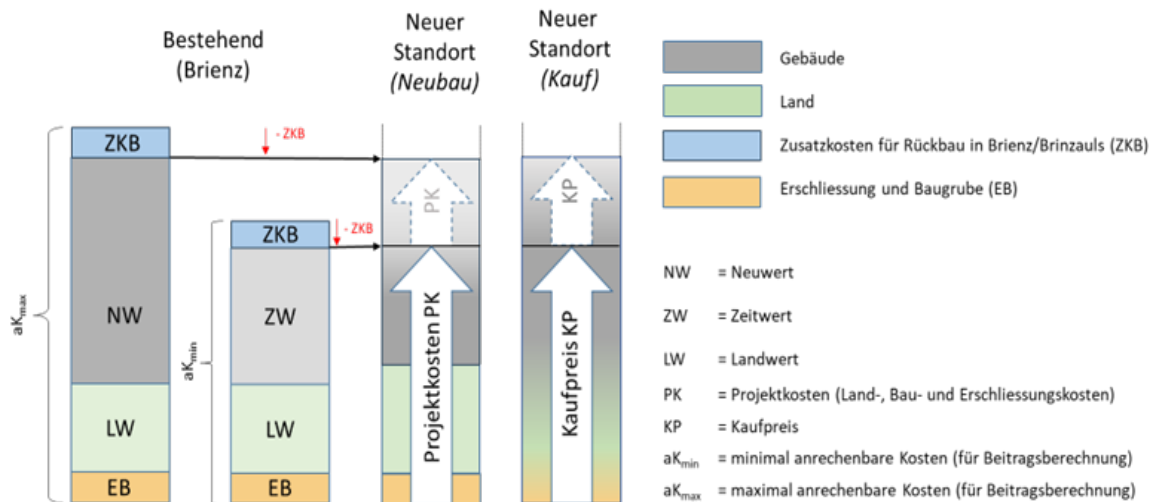 Bestehend
(Brienz)
Neuer
Standort
(Neubau)
Neuer
Standort
(Kauf)
ZKB
- ZKB
NW
LW
EB
aKmax
ZKB
- ZKB
ZW
LW
EB
aKmin
PK
Projektkosten PK
KP
Kaufpreis KP
Gebäude
Land
Zusatzkosten für Rückbau in Brienz/Brinzauls (ZKB)
Erschliessung und Baugrube (EB)
NW = Neuwert
ZW = Zeitwert
LW = Landwert
PK = Projektkosten (Land-, Bau- und Erschliessungskosten)
KP = Kaufpreis
aKmin = minimal anrechenbare Kosten (für Beitragsberechnung)
aKmax = maximal anrechenbare Kosten (für Beitragsberechnung)